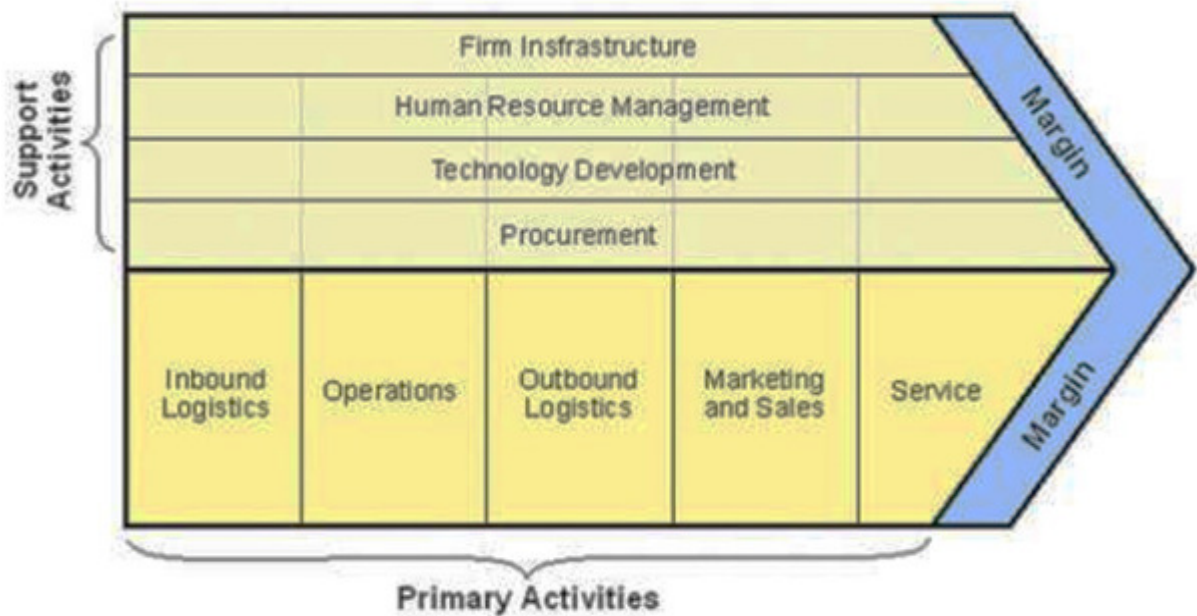 Support
Activities
Firm Insfrastructure
Human Resource Management
Technology Development
Procurement
Margin
Inbound
Logistics
Operations
Outbound
Logistics
Marketing
and Sales
Service
Margin
Primary Activities